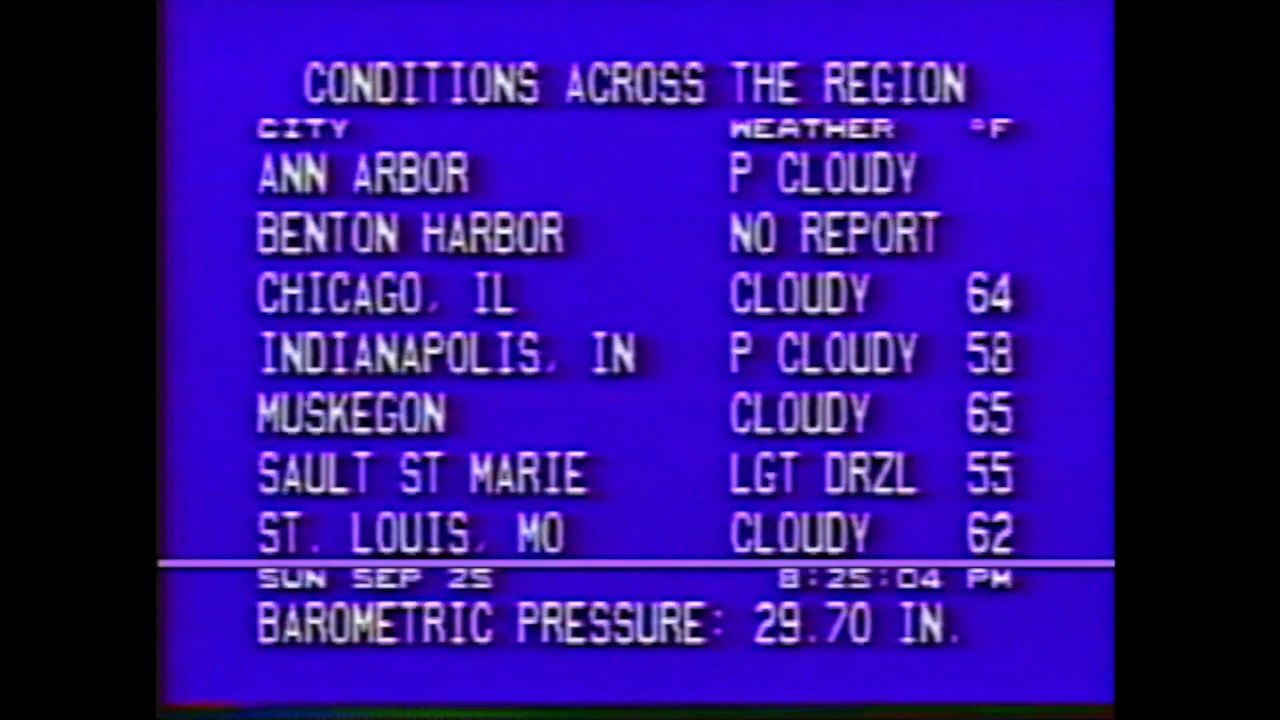 CONDITIONS ACROSS THE REGION
CITY WEATHER °F
ANN ARBOR P CLOUDY
BENTON HARBOR NO REPORT
CHICAGO, IL CLOUDY 64
INDIANAPOLIS, IN P CLOUDY 58
MUSKEGON CLOUDY 65
SAULT ST MARIE LGT DRZL 55
ST. LOUIS, MO CLOUDY 62
SUN SEP 25 8:25:04 PM
BAROMETRIC PRESSURE: 29.70 IN.